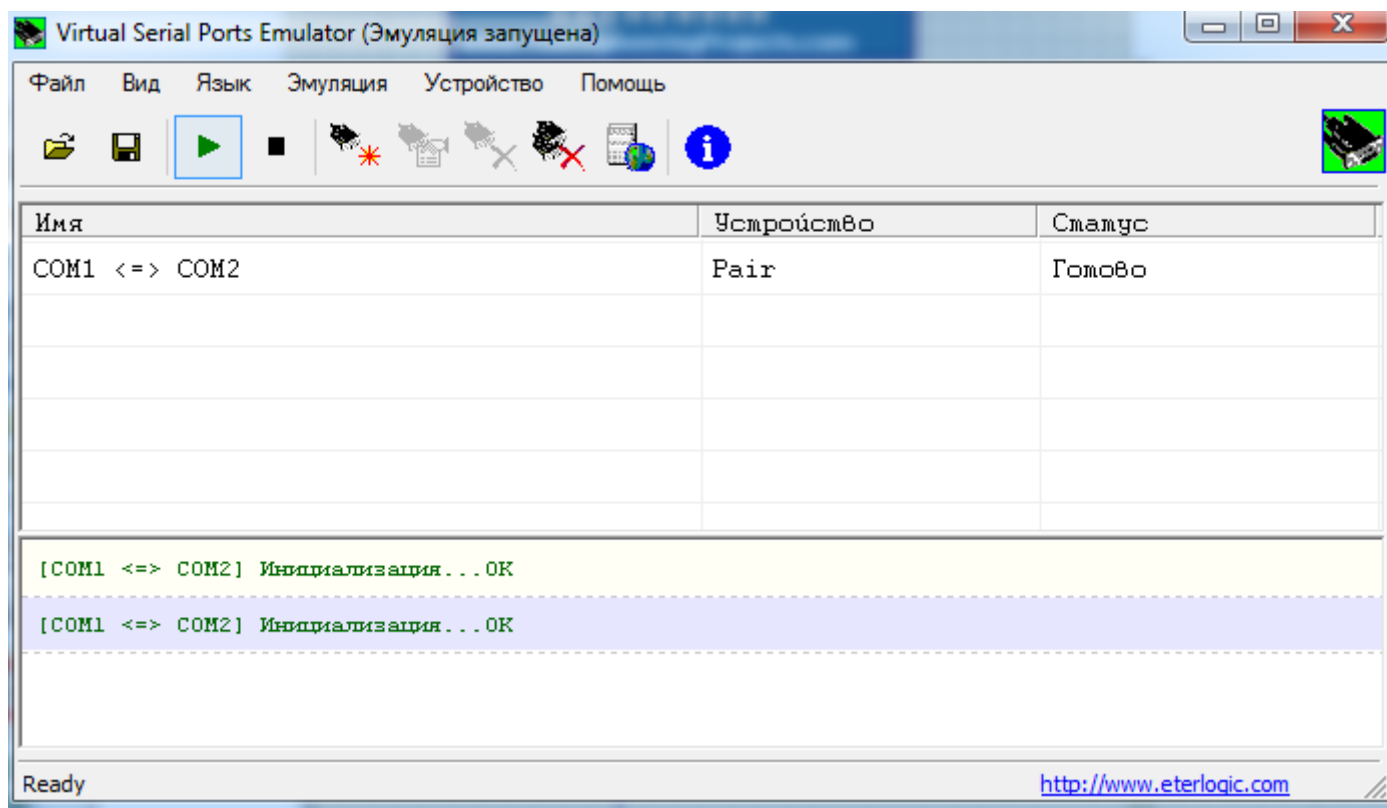 Virtual Serial Ports Emulator (Эмуляция запущена)
Файл Вид Язык Эмуляция Устройство Помощь
Имя Устройство Статус
COM1 <=> COM2 Pair Готово
[COM1 <=> COM2] Инициализация...OK
[COM1 <=> COM2] Инициализация...OK
Ready http://www.eterlogic.com